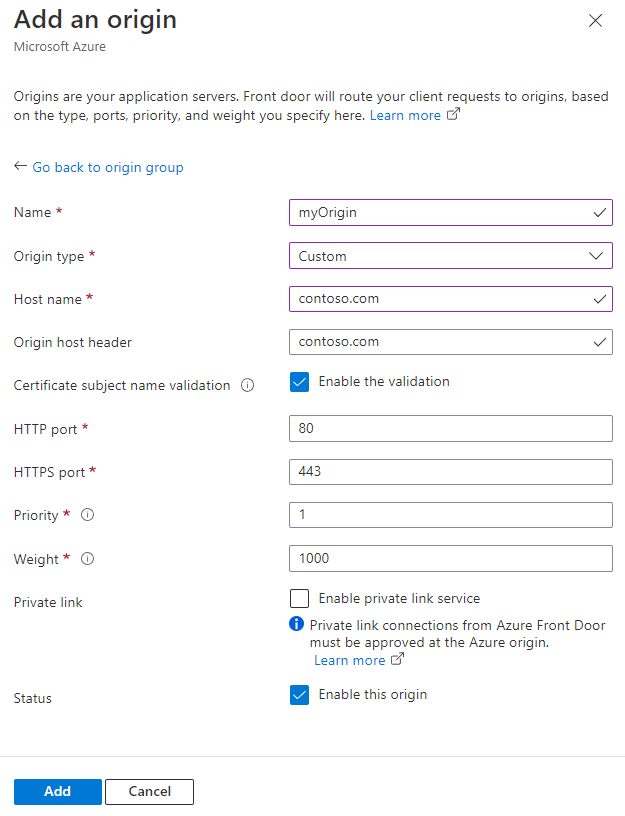 Add an origin
Microsoft Azure
Origins are your application servers. Front door will route your client requests to origins, based
on the type, ports, priority, and weight you specify here. Learn more
Go back to origin group
Name *
myOrigin
Origin type *
Custom
Host name *
contoso.com
Origin host header
contoso.com
Certificate subject name validation
Enable the validation
HTTP port *
80
HTTPS port *
443
Priority *
1
Weight *
1000
Private link
Enable private link service
Private link connections from Azure Front Door
must be approved at the Azure origin.
Learn more
Status
Enable this origin
Add
Cancel